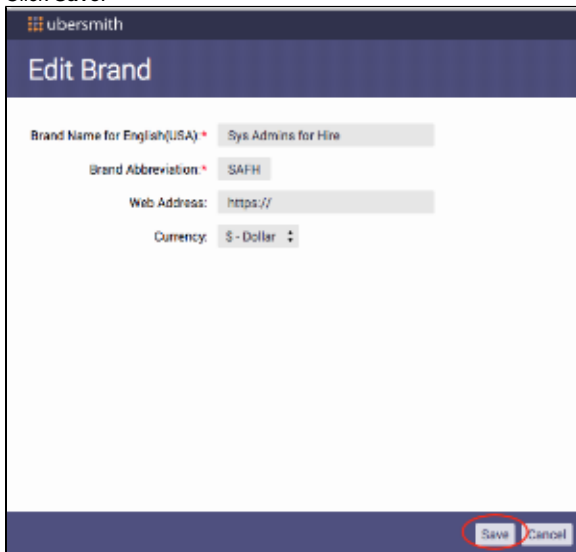 Click Save.
ubersmith
Edit Brand
Brand Name for English(USA):* Sys Admins for Hire
Brand Abbreviation:* SAFH
Web Address: https://
Currency: $ - Dollar
Save Cancel